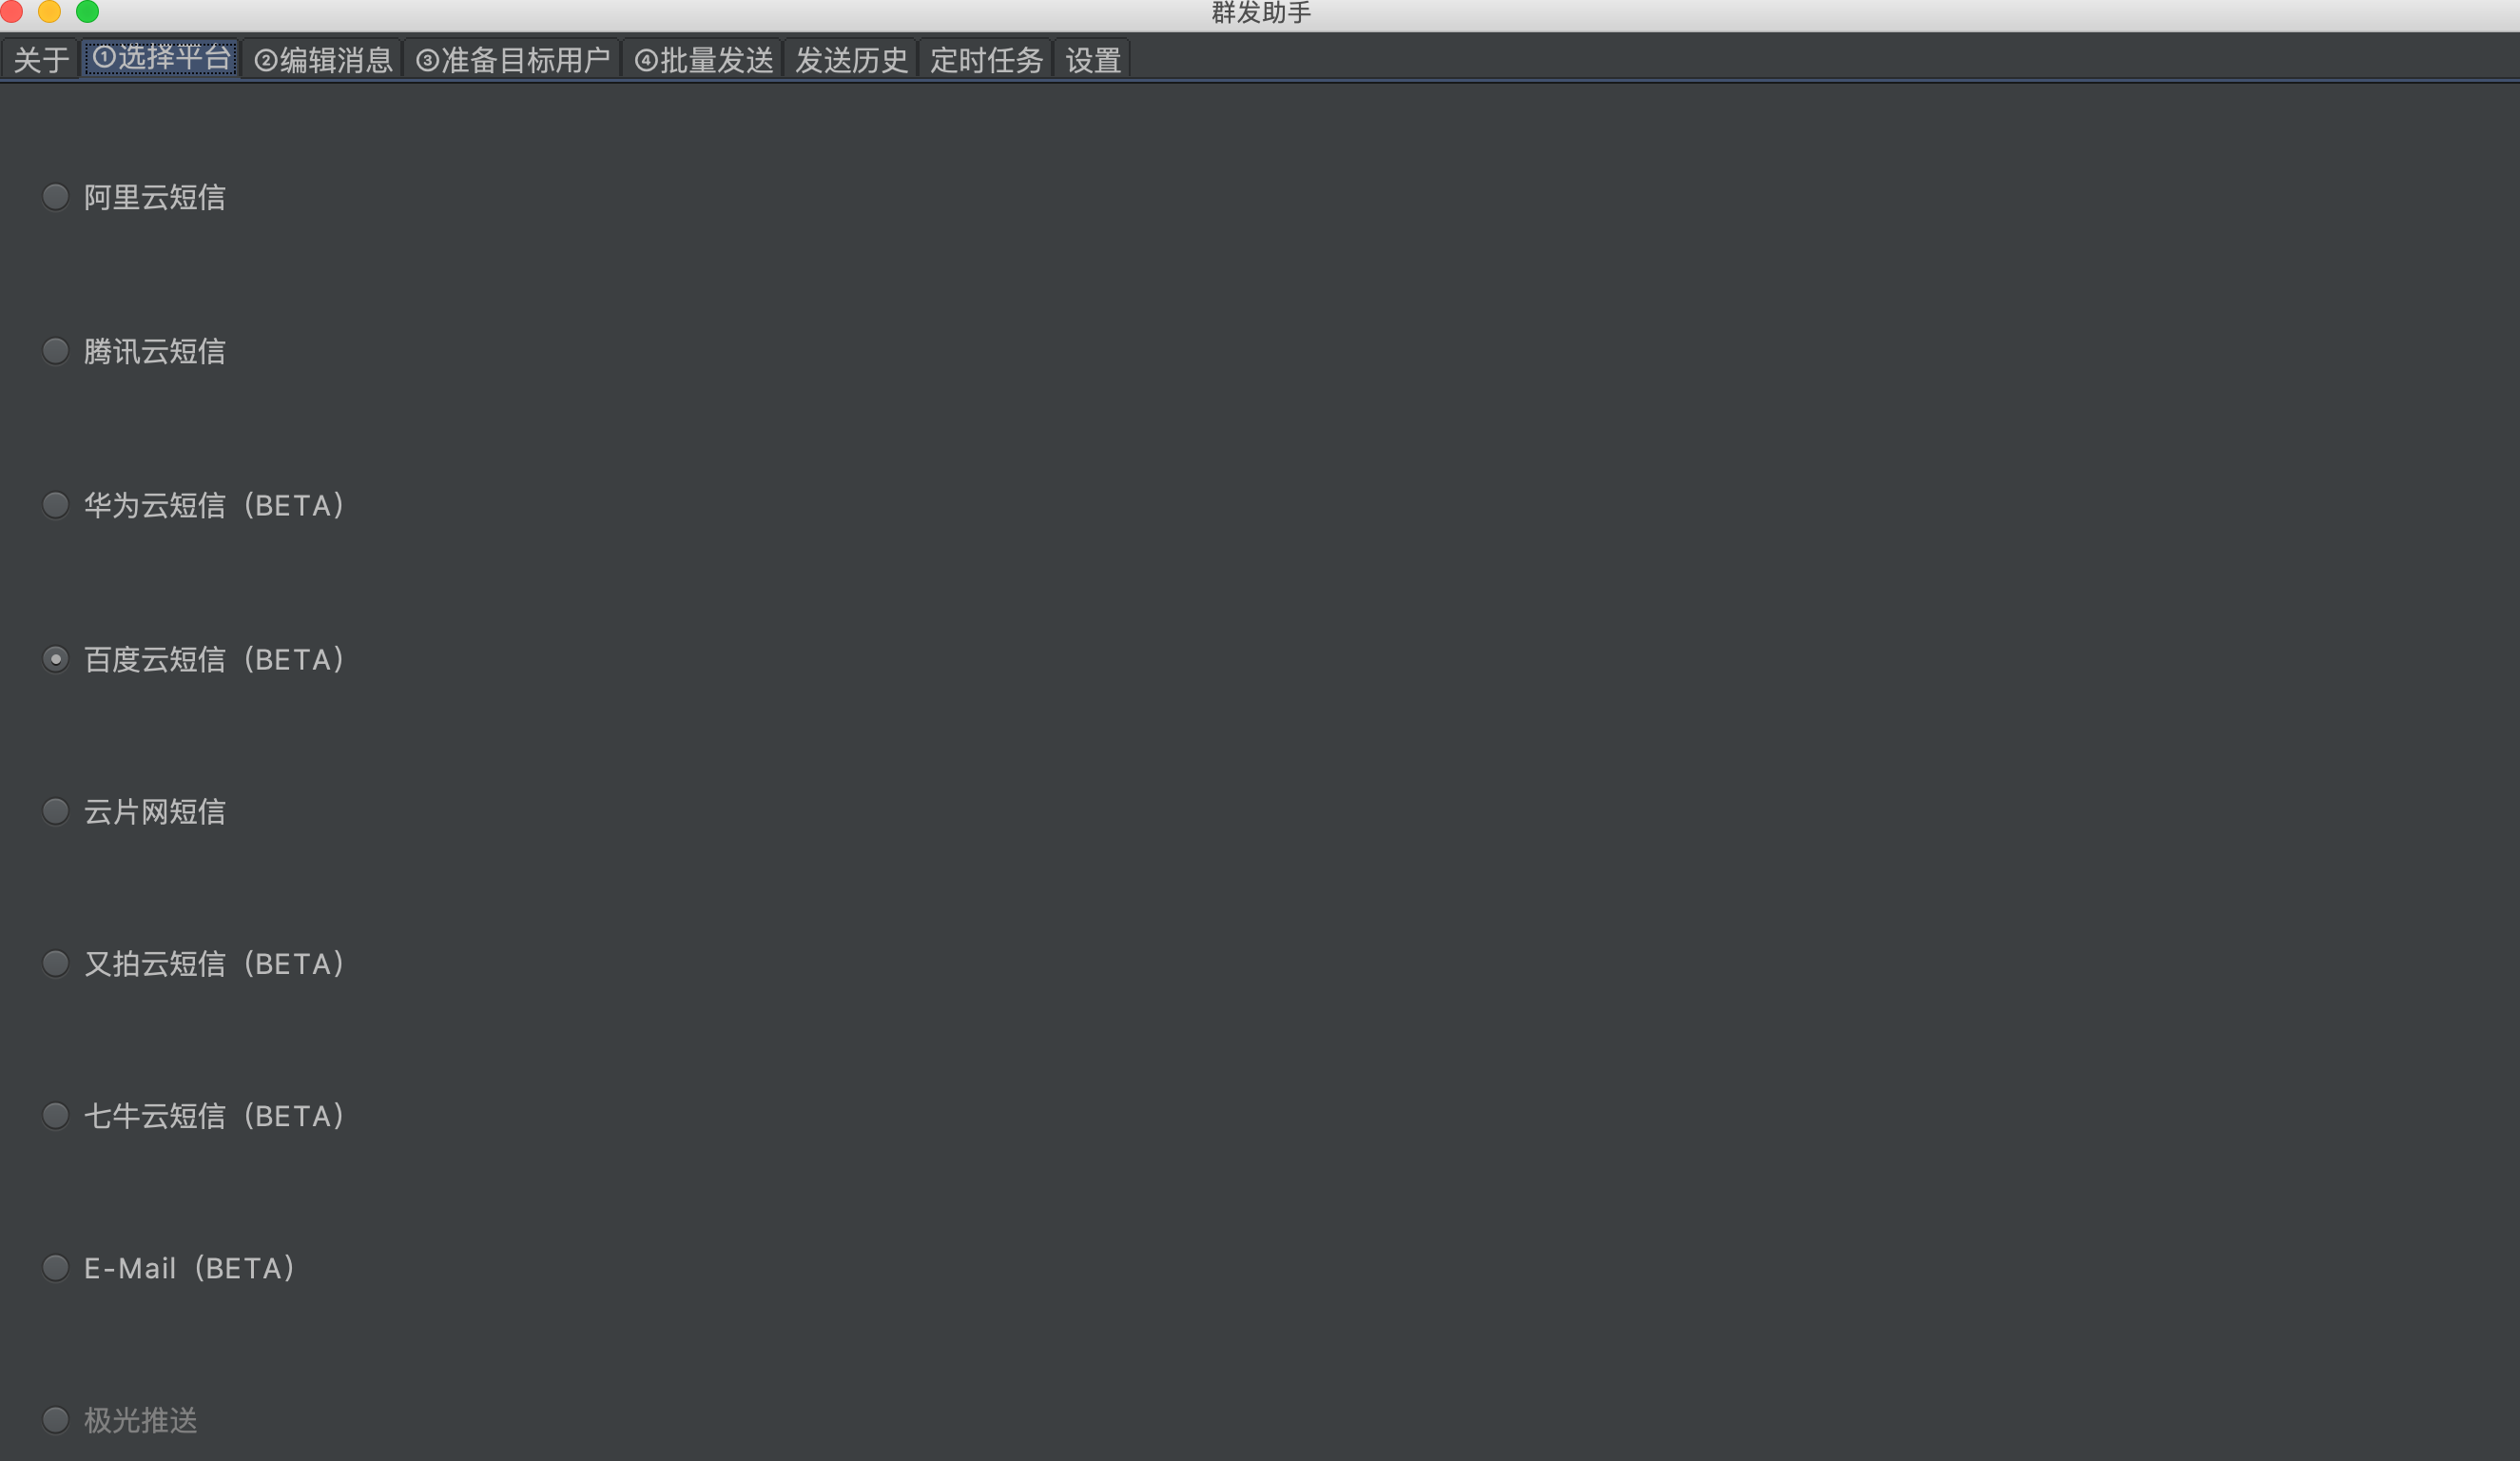 群发助手
关于 ①选择平台 ②编辑消息 ③准备目标用户 ④批量发送 发送历史 定时任务 设置
阿里云短信
腾讯云短信
华为云短信（BETA）
百度云短信（BETA）
云片网短信
又拍云短信（BETA）
七牛云短信（BETA）
E-Mail（BETA）
极光推送